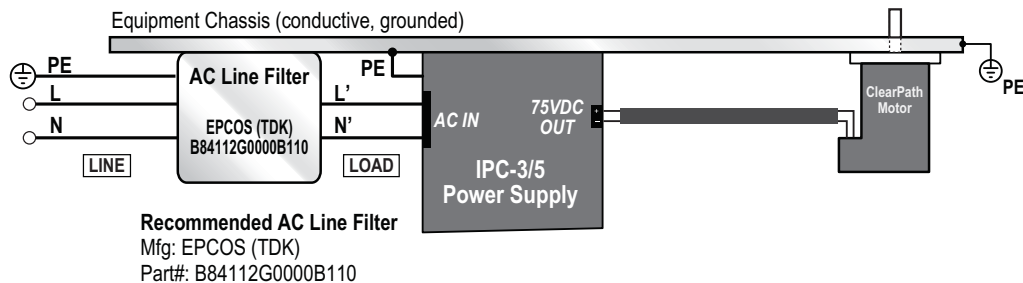 Equipment Chassis (conductive, grounded)
PE
L
N
LINE
AC Line Filter
EPCOS (TDK)
B84112G0000B110
PE
L'
N'
LOAD
AC IN
75VDC
OUT
+
–
IPC-3/5
Power Supply
ClearPath
Motor
PE
Recommended AC Line Filter
Mfg: EPCOS (TDK)
Part#: B84112G0000B110